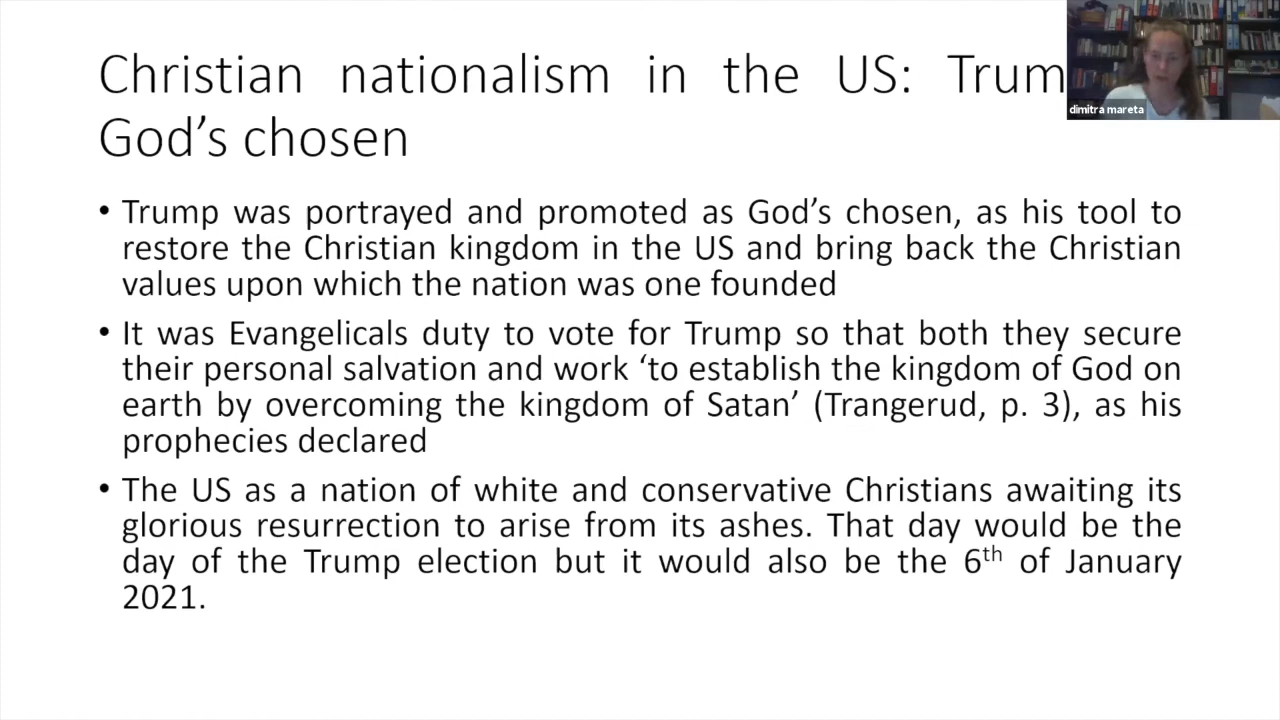 Christian nationalism in the US: Trum
God's chosen
dimitra mareta
• Trump was portrayed and promoted as God's chosen, as his tool to
restore the Christian kingdom in the US and bring back the Christian
values upon which the nation was one founded
• It was Evangelicals duty to vote for Trump so that both they secure
their personal salvation and work 'to establish the kingdom of God on
earth by overcoming the kingdom of Satan' (Trangerud, p. 3), as his
prophecies declared
• The US as a nation of white and conservative Christians awaiting its
glorious resurrection to arise from its ashes. That day would be the
day of the Trump election but it would also be the 6th of January
2021.